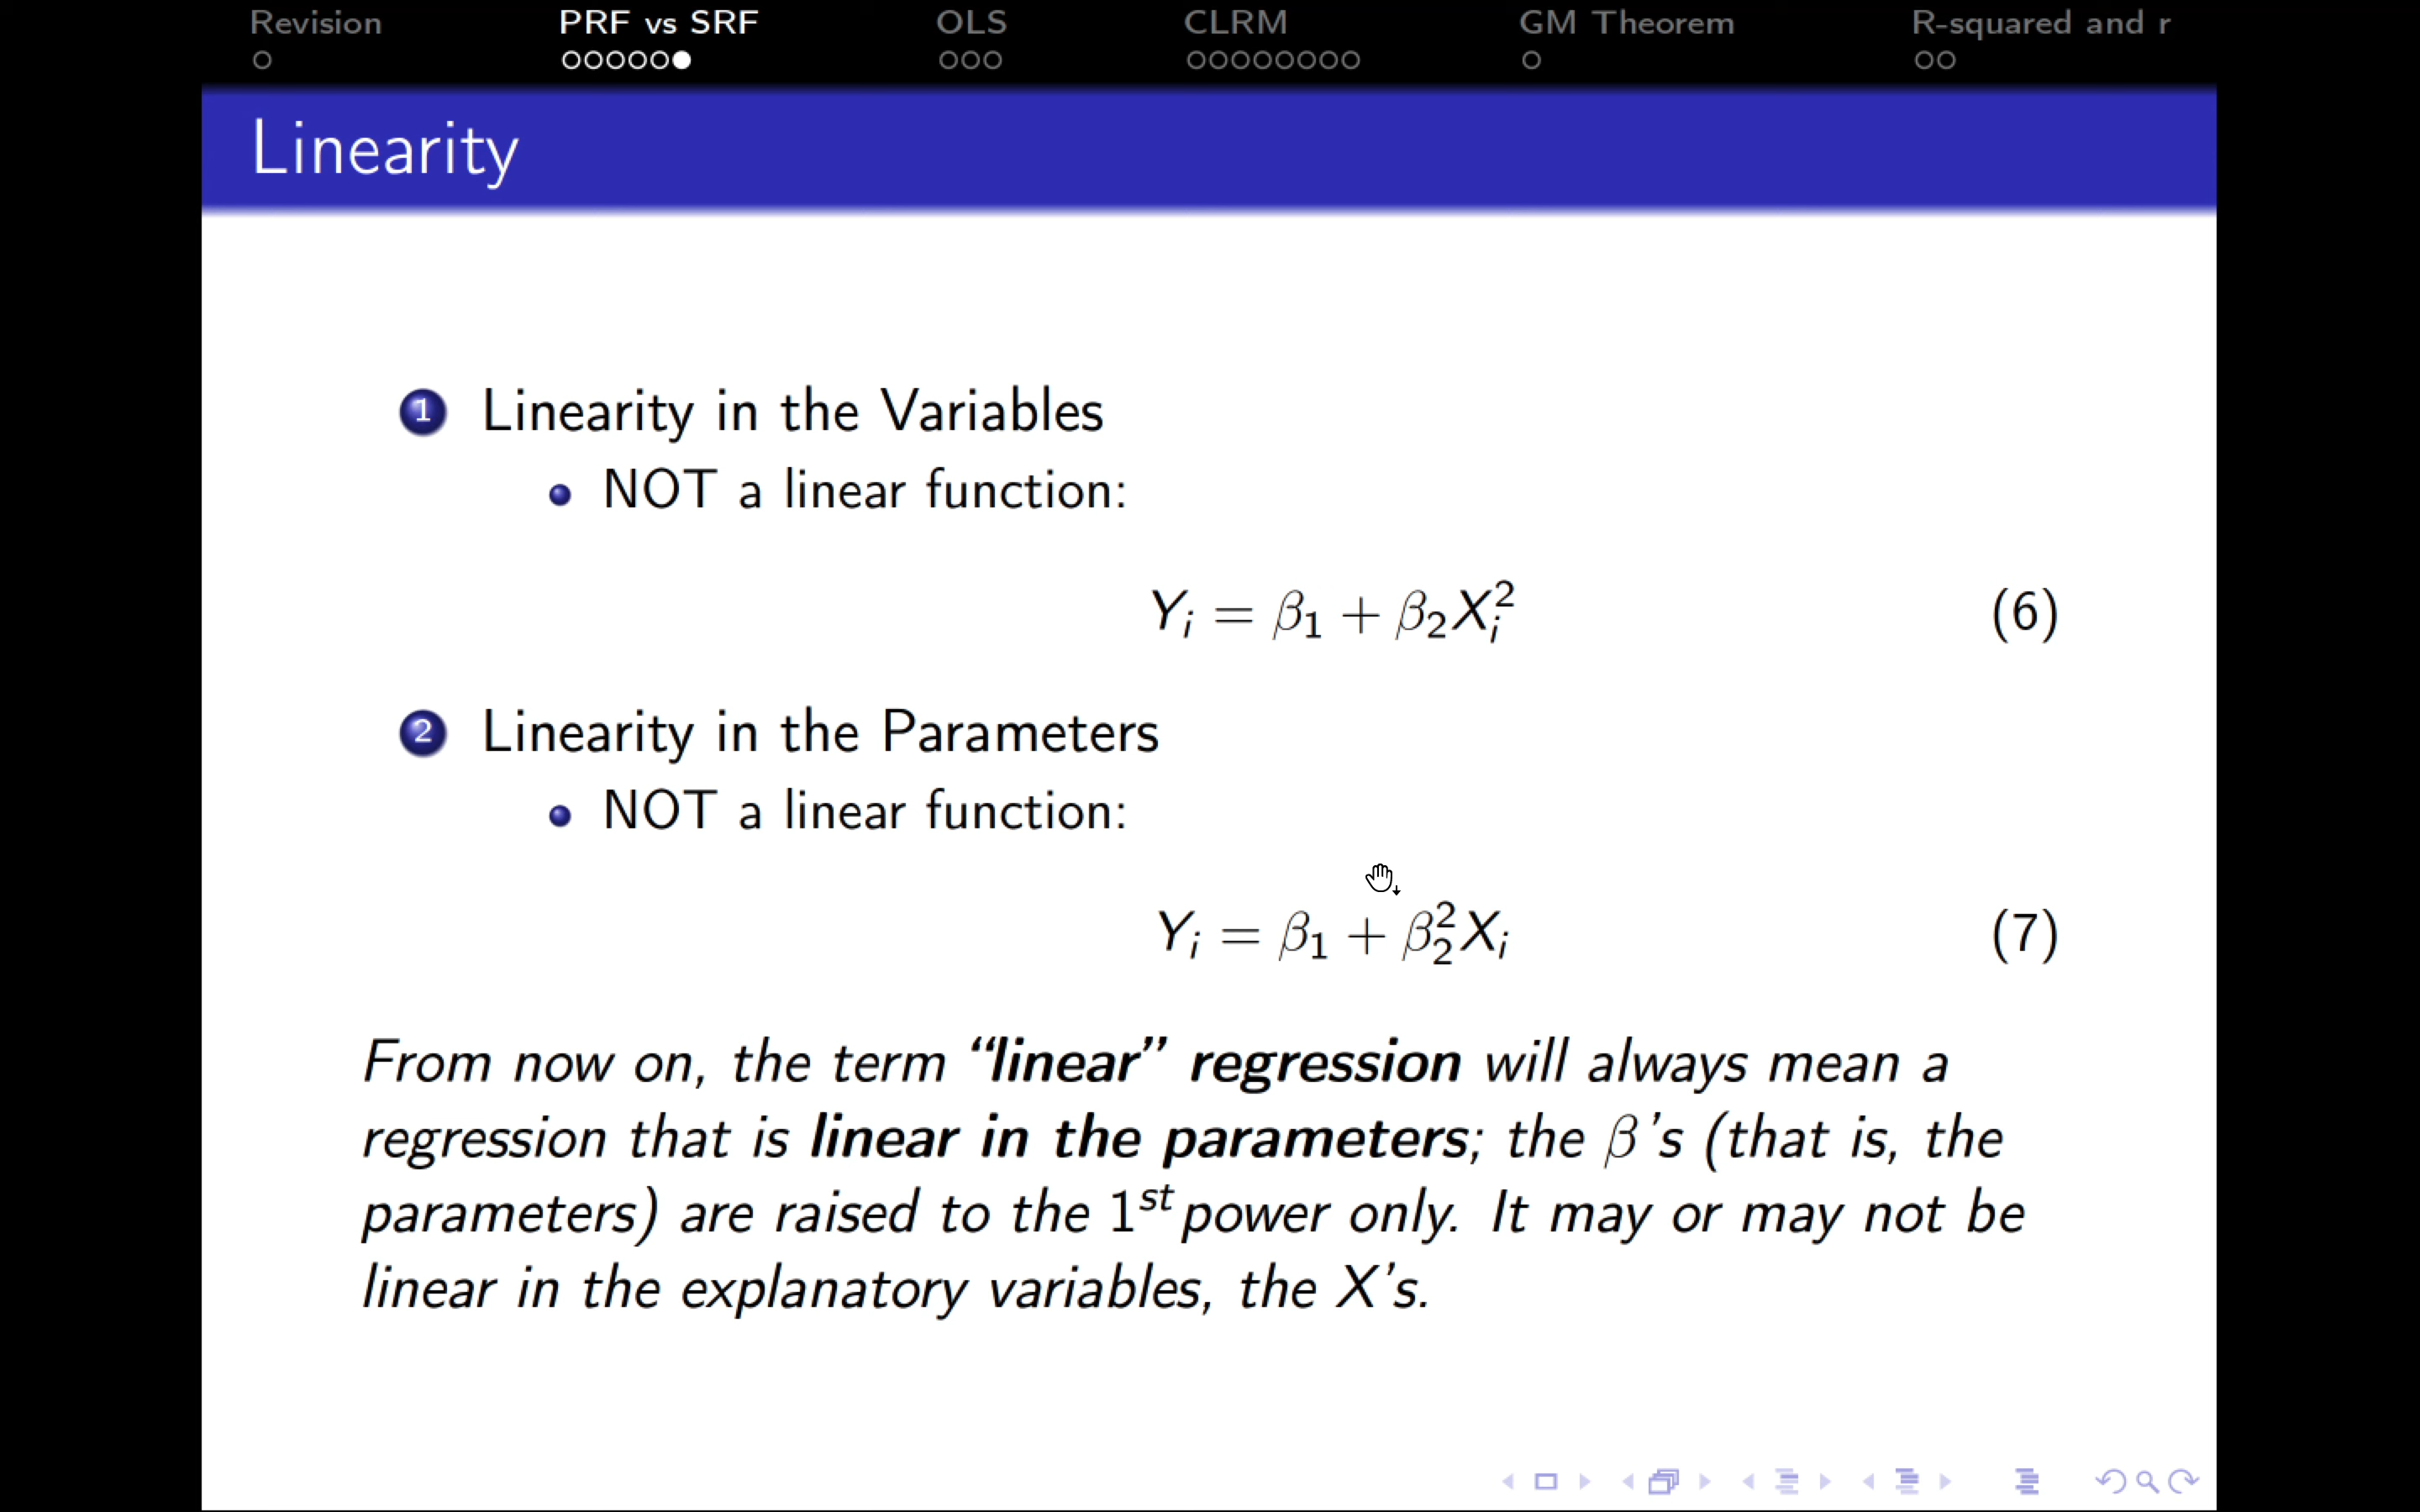 Revision PRF vs SRF OLS CLRM GM Theorem R-squared and r
Linearity
1 Linearity in the Variables
• NOT a linear function:
Yᵢ = β₁ + β₂Xᵢ² (6)
2 Linearity in the Parameters
• NOT a linear function:
Yᵢ = β₁ + β₂²Xᵢ (7)
From now on, the term “linear” regression will always mean a
regression that is linear in the parameters; the β’s (that is, the
parameters) are raised to the 1ˢᵗ power only. It may or may not be
linear in the explanatory variables, the X’s.